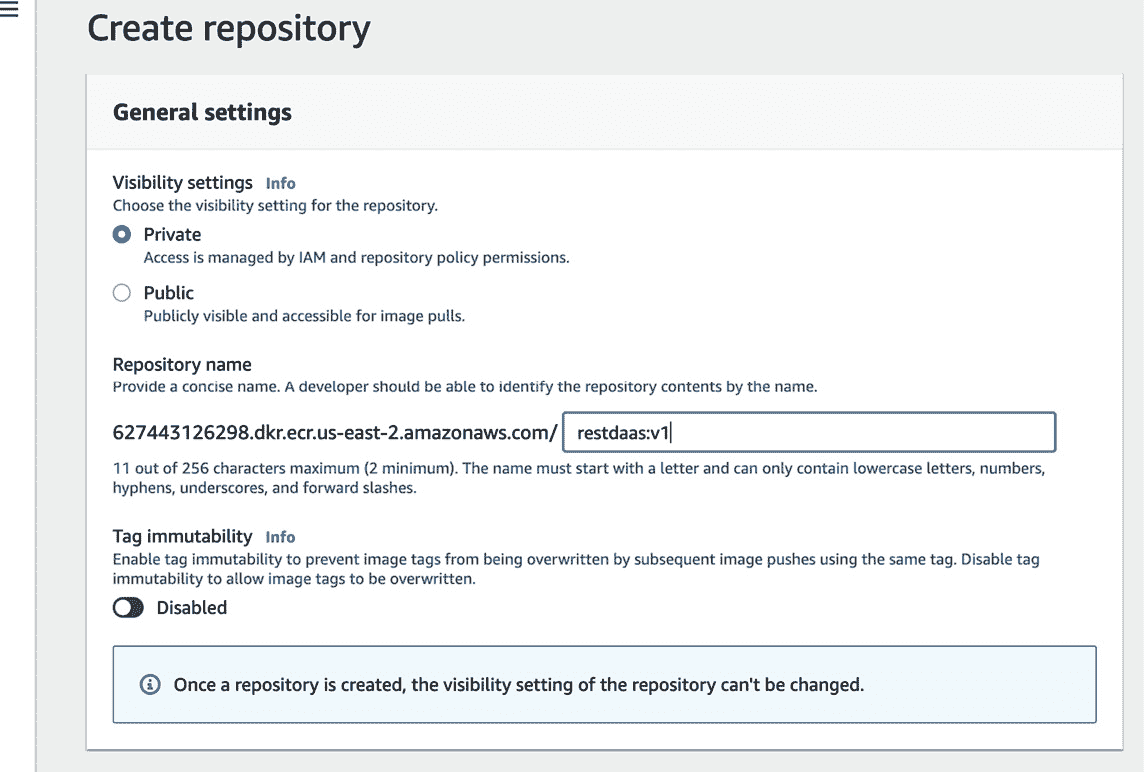 Create repository
General settings
Visibility settings Info
Choose the visibility setting for the repository.
Private
Access is managed by IAM and repository policy permissions.
Public
Publicly visible and accessible for image pulls.
Repository name
Provide a concise name. A developer should be able to identify the repository contents by the name.
627443126298.dkr.ecr.us-east-2.amazonaws.com/ restdaas:v1
11 out of 256 characters maximum (2 minimum). The name must start with a letter and can only contain lowercase letters, numbers,
hyphens, underscores, and forward slashes.
Tag immutability Info
Enable tag immutability to prevent image tags from being overwritten by subsequent image pushes using the same tag. Disable tag
immutability to allow image tags to be overwritten.
Disabled
Once a repository is created, the visibility setting of the repository can't be changed.